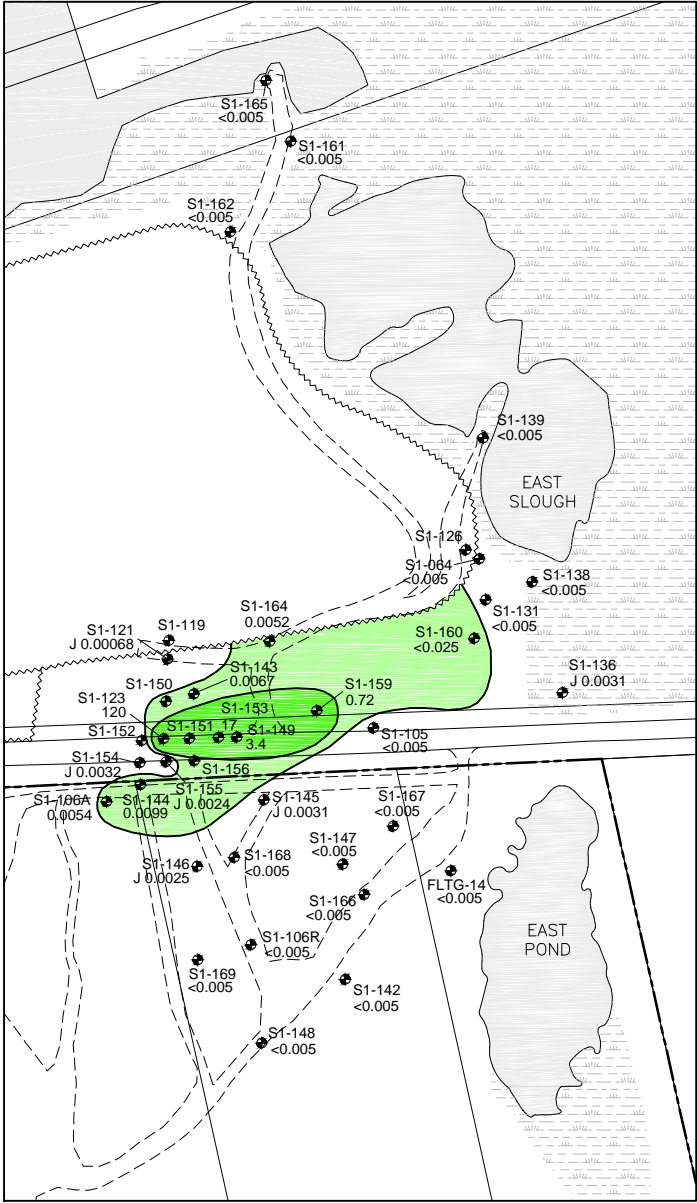 S1-165
<0.005
S1-161
<0.005
S1-162
<0.005
S1-139
<0.005
EAST
SLOUGH
S1-126
S1-064
<0.005
S1-138
<0.005
S1-131
<0.005
S1-164
0.0052
S1-119
S1-121
J 0.00068
S1-160
<0.025
S1-136
J 0.0031
S1-143
0.0067
S1-150
S1-159
0.72
S1-123
120
S1-153
17
S1-151
S1-149
3.4
S1-152
S1-105
<0.005
S1-154
J 0.0032
S1-156
S1-155
J 0.0024
S1-106A
0.0054
S1-144
0.0099
S1-145
J 0.0031
S1-167
<0.005
S1-147
<0.005
S1-168
<0.005
S1-146
J 0.0025
FLTG-14
<0.005
S1-166
<0.005
EAST
POND
S1-106R
<0.005
S1-169
<0.005
S1-142
<0.005
S1-148
<0.005